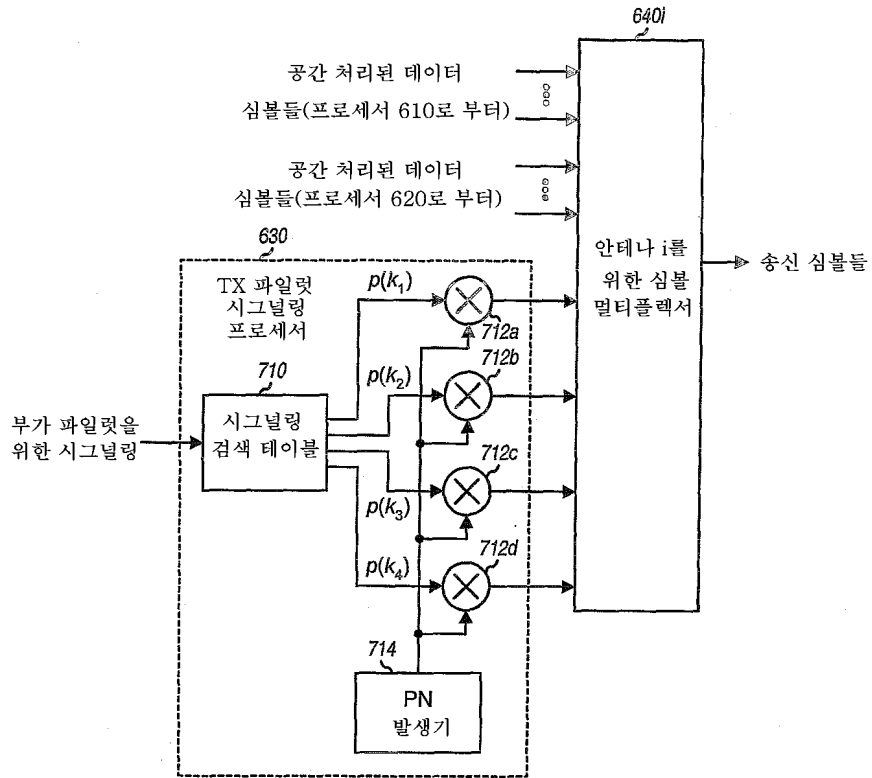 640i
공간 처리된 데이터
심볼들(프로세서 610로 부터)
공간 처리된 데이터
심볼들(프로세서 620로 부터)
630
TX 파일럿
시그널링
프로세서
p(k₁)
712a
안테나 i를
위한 심볼
멀티플렉서
송신 심볼들
710
p(k₂)
712b
부가 파일럿을
위한 시그널링
시그널링
검색 테이블
712c
p(k₃)
712d
p(k₄)
714
PN
발생기